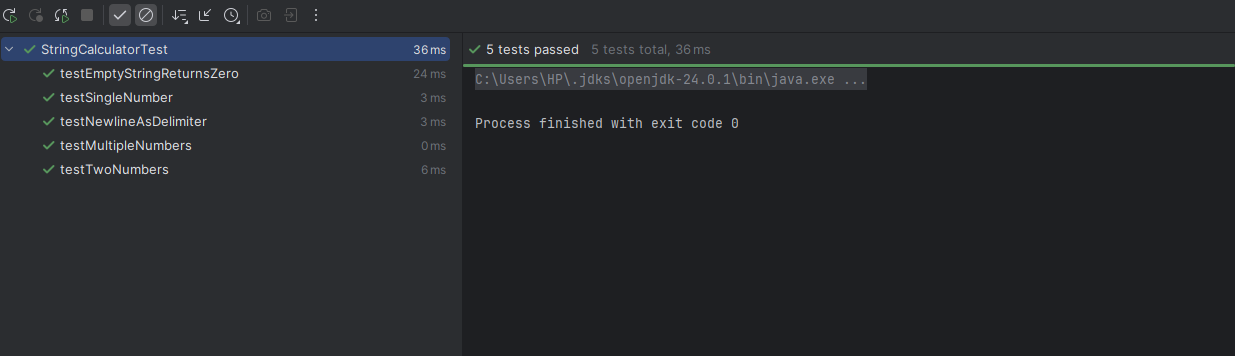 StringCalculatorTest 36 ms
testEmptyStringReturnsZero 24 ms
testSingleNumber 3 ms
testNewlineAsDelimiter 3 ms
testMultipleNumbers 0 ms
testTwoNumbers 6 ms
5 tests passed 5 tests total, 36 ms
C:\Users\HP\.jdks\openjdk-24.0.1\bin\java.exe ...
Process finished with exit code 0